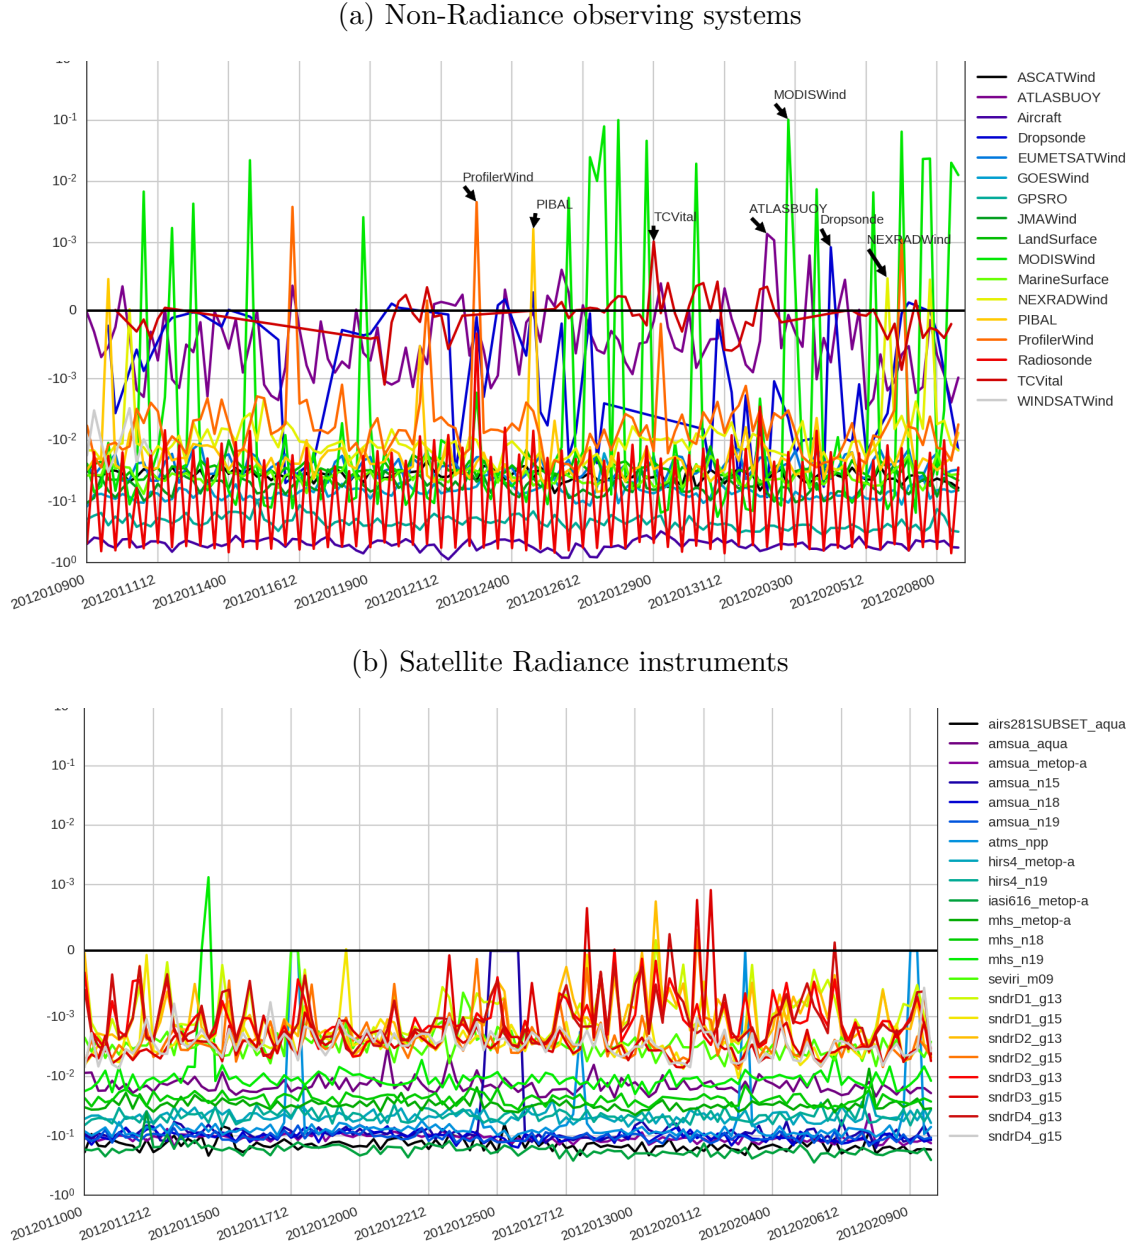 (a) Non-Radiance observing systems
10
10-1
10-2
10-3
0
-10-3
-10-2
-10-1
-100
MODISWind
ProfilerWind
PIBAL
TCVital
ATLASBUOY
Dropsonde
NEXRADWind
ASCATWind
ATLASBUOY
Aircraft
Dropsonde
EUMETSATWind
GOESWind
GPSRO
JMAWind
LandSurface
MODISWind
MarineSurface
NEXRADWind
PIBAL
ProfilerWind
Radiosonde
TCVital
WINDSATWind
2012010900
2012011112
2012011400
2012011612
2012011900
2012012112
2012012400
2012012612
2012012900
2012013112
2012020300
2012020512
2012020800
(b) Satellite Radiance instruments
10
10-1
10-2
10-3
0
-10-3
-10-2
-10-1
-100
airs281SUBSET_aqua
amsua_aqua
amsua_metop-a
amsua_n15
amsua_n18
amsua_n19
atms_npp
hirs4_metop-a
hirs4_n19
iasi616_metop-a
mhs_metop-a
mhs_n18
mhs_n19
seviri_m09
sndrD1_g13
sndrD1_g15
sndrD2_g13
sndrD2_g15
sndrD3_g13
sndrD3_g15
sndrD4_g13
sndrD4_g15
2012011000
2012011212
2012011500
2012011712
2012012000
2012012212
2012012500
2012012712
2012013000
2012020112
2012020400
2012020612
2012020900